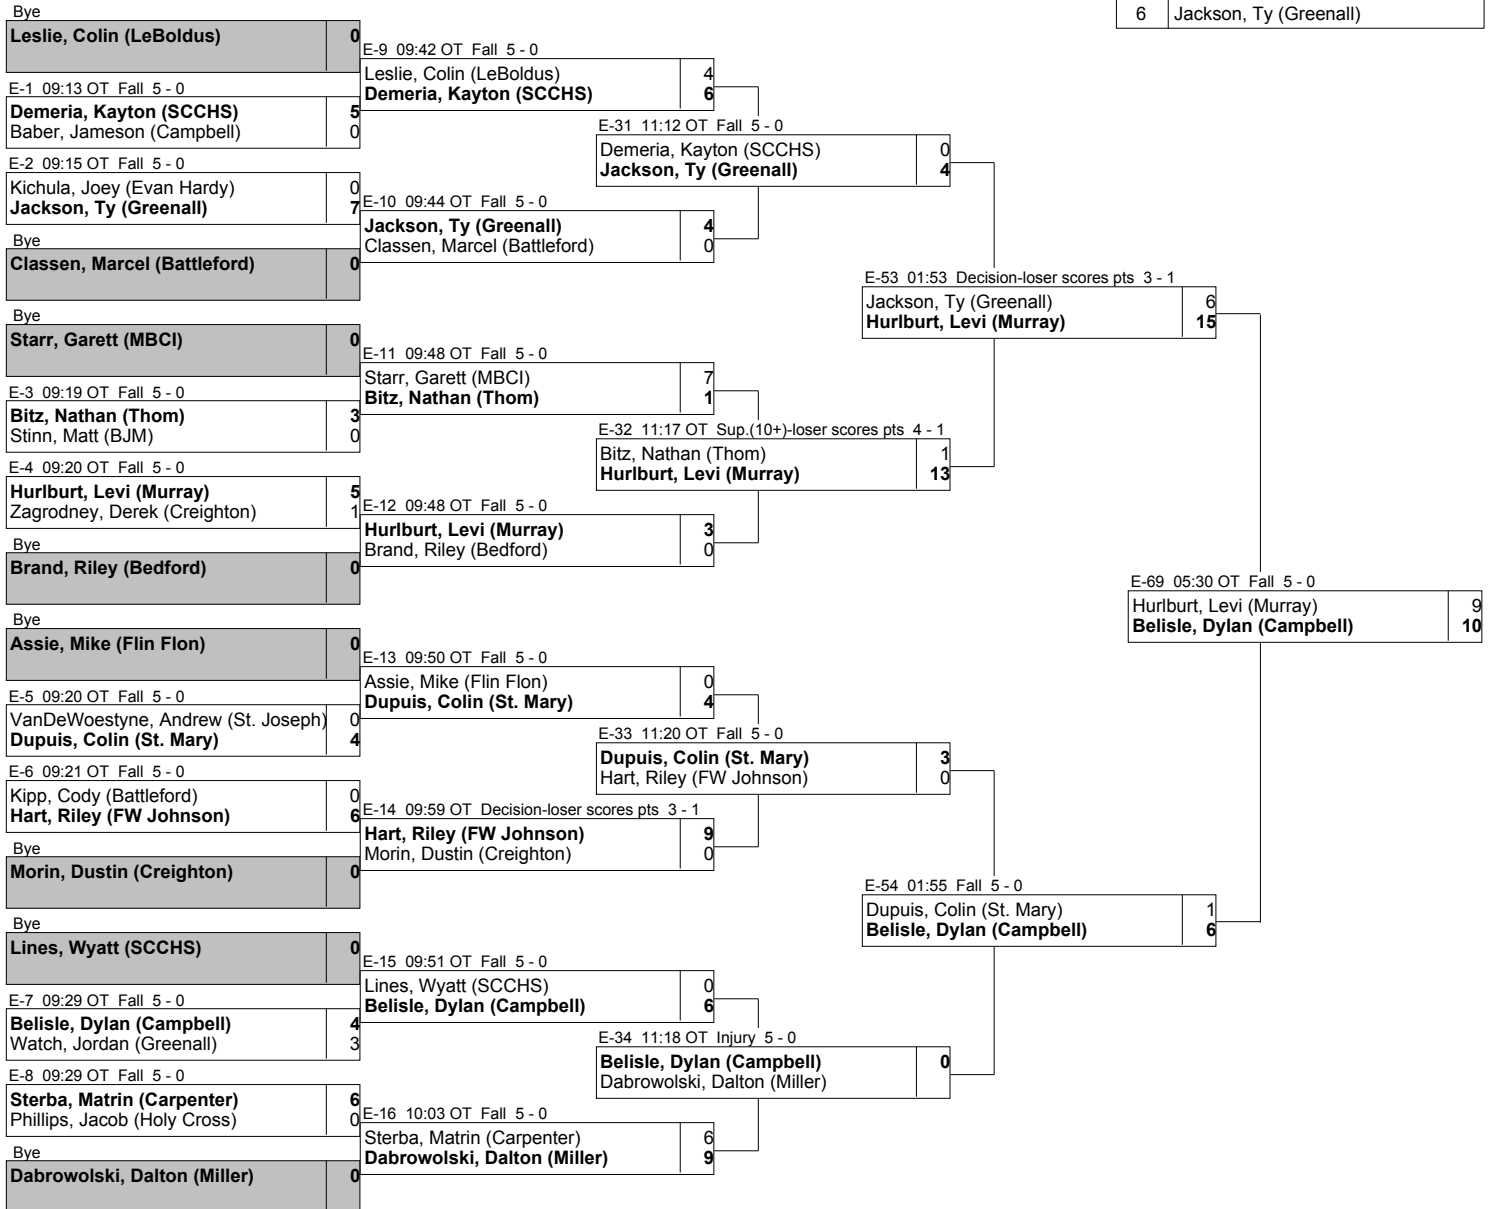 6 Jackson, Ty (Greenall)
Bye
Leslie, Colin (LeBoldus) 0
E-1 09:13 OT Fall 5 - 0
Demeria, Kayton (SCCHS) 5
Baber, Jameson (Campbell) 0
E-2 09:15 OT Fall 5 - 0
Kichula, Joey (Evan Hardy) 0
Jackson, Ty (Greenall) 7
Bye
Classen, Marcel (Battleford) 0
Bye
Starr, Garett (MBCI) 0
E-3 09:19 OT Fall 5 - 0
Bitz, Nathan (Thom) 3
Stinn, Matt (BJM) 0
E-4 09:20 OT Fall 5 - 0
Hurlburt, Levi (Murray) 5
Zagrodney, Derek (Creighton) 1
Bye
Brand, Riley (Bedford) 0
Bye
Assie, Mike (Flin Flon) 0
E-5 09:20 OT Fall 5 - 0
VanDeWoestyne, Andrew (St. Joseph) 0
Dupuis, Colin (St. Mary) 4
E-6 09:21 OT Fall 5 - 0
Kipp, Cody (Battleford) 0
Hart, Riley (FW Johnson) 6
Bye
Morin, Dustin (Creighton) 0
Bye
Lines, Wyatt (SCCHS) 0
E-7 09:29 OT Fall 5 - 0
Belisle, Dylan (Campbell) 4
Watch, Jordan (Greenall) 3
E-8 09:29 OT Fall 5 - 0
Sterba, Matrin (Carpenter) 6
Phillips, Jacob (Holy Cross) 0
Bye
Dabrowolski, Dalton (Miller) 0
E-9 09:42 OT Fall 5 - 0
Leslie, Colin (LeBoldus) 4
Demeria, Kayton (SCCHS) 6
E-10 09:44 OT Fall 5 - 0
Jackson, Ty (Greenall) 4
Classen, Marcel (Battleford) 0
E-11 09:48 OT Fall 5 - 0
Starr, Garett (MBCI) 7
Bitz, Nathan (Thom) 1
E-12 09:48 OT Fall 5 - 0
Hurlburt, Levi (Murray) 3
Brand, Riley (Bedford) 0
E-13 09:50 OT Fall 5 - 0
Assie, Mike (Flin Flon) 0
Dupuis, Colin (St. Mary) 4
E-14 09:59 OT Decision-loser scores pts 3 - 1
Hart, Riley (FW Johnson) 9
Morin, Dustin (Creighton) 0
E-15 09:51 OT Fall 5 - 0
Lines, Wyatt (SCCHS) 0
Belisle, Dylan (Campbell) 6
E-16 10:03 OT Fall 5 - 0
Sterba, Matrin (Carpenter) 6
Dabrowolski, Dalton (Miller) 9
E-31 11:12 OT Fall 5 - 0
Demeria, Kayton (SCCHS) 0
Jackson, Ty (Greenall) 4
E-32 11:17 OT Sup.(10+)-loser scores pts 4 - 1
Bitz, Nathan (Thom) 1
Hurlburt, Levi (Murray) 13
E-33 11:20 OT Fall 5 - 0
Dupuis, Colin (St. Mary) 3
Hart, Riley (FW Johnson) 0
E-34 11:18 OT Injury 5 - 0
Belisle, Dylan (Campbell) 0
Dabrowolski, Dalton (Miller)
E-53 01:53 Decision-loser scores pts 3 - 1
Jackson, Ty (Greenall) 6
Hurlburt, Levi (Murray) 15
E-54 01:55 Fall 5 - 0
Dupuis, Colin (St. Mary) 1
Belisle, Dylan (Campbell) 6
E-69 05:30 OT Fall 5 - 0
Hurlburt, Levi (Murray) 9
Belisle, Dylan (Campbell) 10